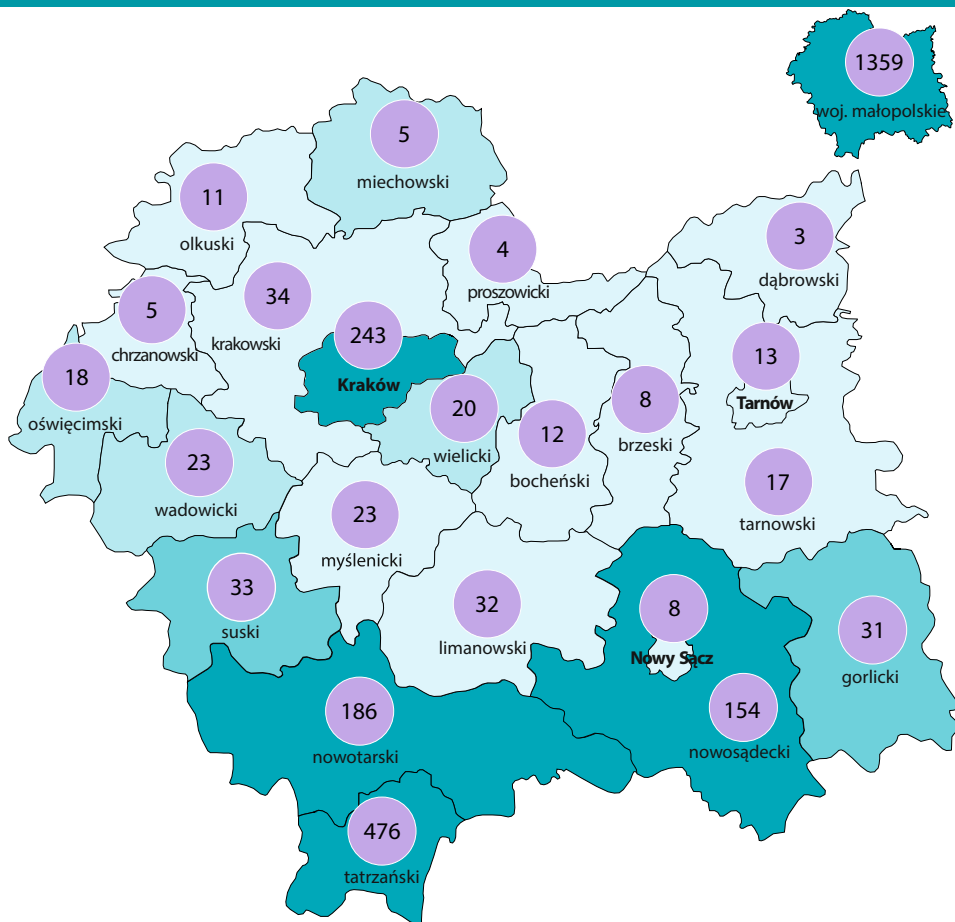 1359
woj. małopolskie
5
miechowski
11
olkuski
3
dąbrowski
4
proszowicki
34
krakowski
5
chrzanowski
243
Kraków
13
Tarnów
18
oświęcimski
20
wielicki
8
brzeski
12
bocheński
23
wadowicki
17
tarnowski
23
myślenicki
33
suski
32
limanowski
8
Nowy Sącz
31
gorlicki
186
nowotarski
154
nowosądecki
476
tatrzański